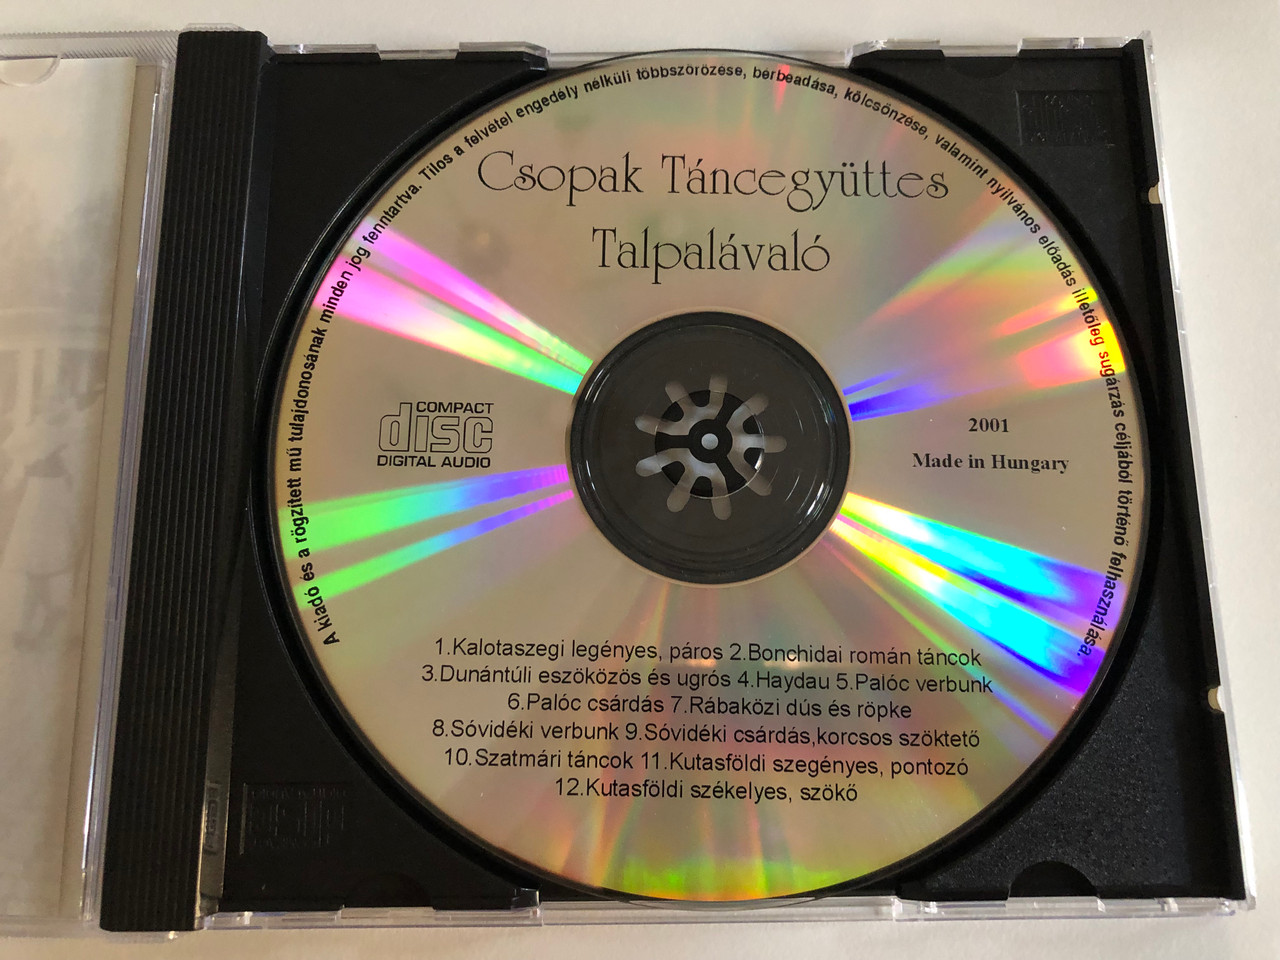 A kiadó és a rögzített mű tulajdonosának minden jog fenntartva. Tilos a felvétel engedély nélküli többszörözese, bérbeadása, kölcsönzése, valamint nyilvános előadás illetőleg sugárzás céljából történő felhasználása.
Csopak Táncegyüttes
Talpalávaló
COMPACT
disc
DIGITAL AUDIO
2001
Made in Hungary
1.Kalotaszegi legényes, páros 2.Bonchidai román táncok
3.Dunántúli eszöközös és ugrós 4.Haydau 5.Palóc verbunk
6.Palóc csárdás 7.Rábaközi dús és röpke
8.Sóvidéki verbunk 9.Sóvidéki csárdás,korcsos szöktető
10.Szatmári táncok 11.Kutasföldi szegényes, pontozó
12.Kutasföldi székelyes, szökő